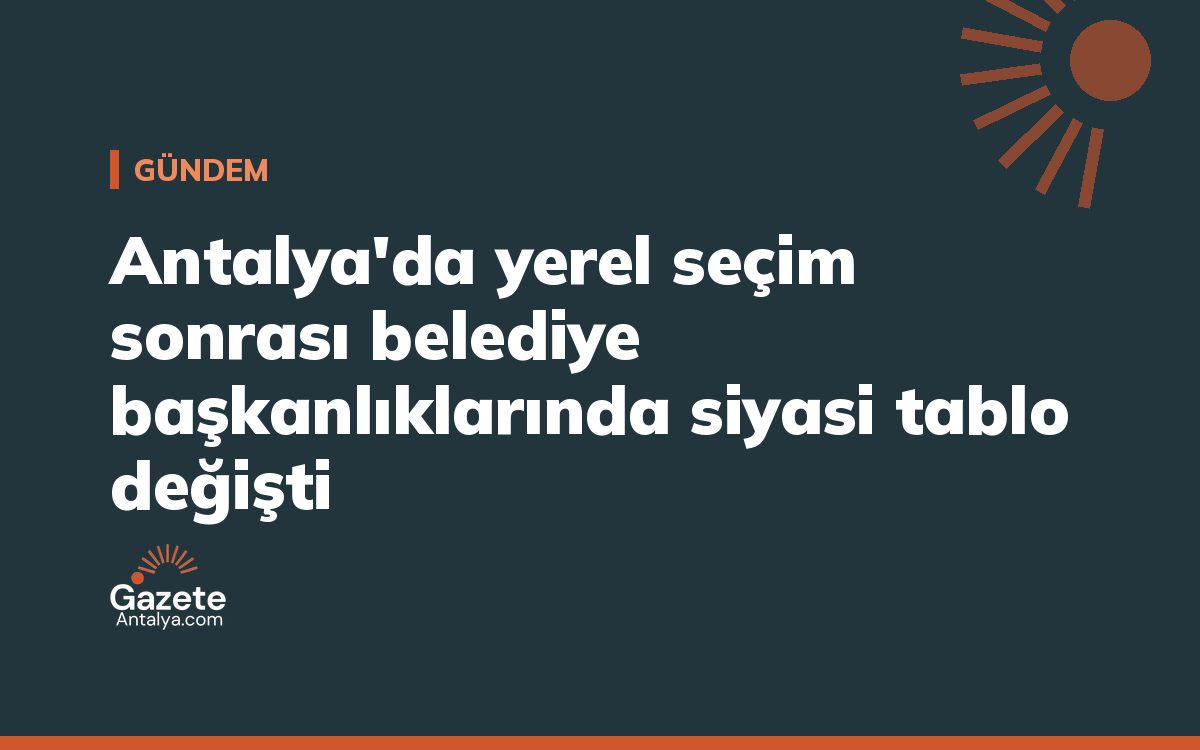 GÜNDEM
Antalya'da yerel seçim
sonrası belediye
başkanlıklarında siyasi tablo
değişti
Gazete
Antalya.com